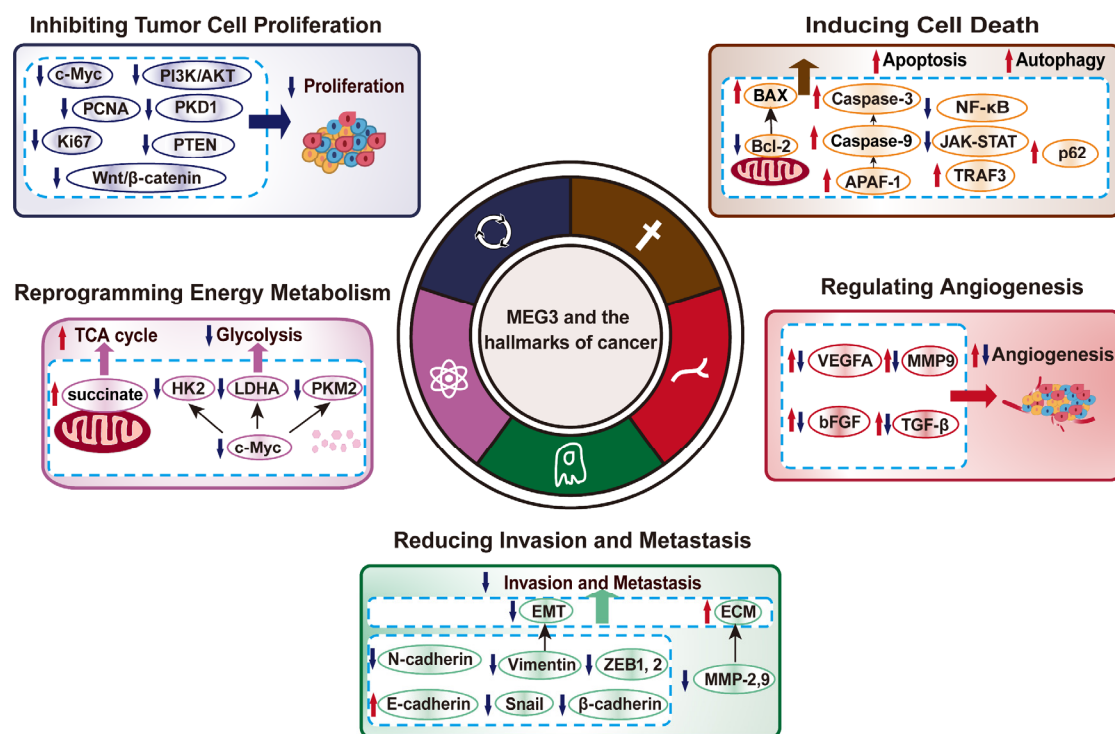 Inhibiting Tumor Cell Proliferation
c-Myc
PI3K/AKT
PCNA
PKD1
Ki67
PTEN
Wnt/β-catenin
Proliferation
Inducing Cell Death
Apoptosis
Autophagy
BAX
Caspase-3
NF-κB
Bcl-2
Caspase-9
JAK-STAT
p62
APAF-1
TRAF3
Reprogramming Energy Metabolism
TCA cycle
Glycolysis
succinate
HK2
LDHA
PKM2
c-Myc
MEG3 and the
hallmarks of cancer
Regulating Angiogenesis
VEGFA
MMP9
Angiogenesis
bFGF
TGF-β
Reducing Invasion and Metastasis
Invasion and Metastasis
EMT
ECM
N-cadherin
Vimentin
ZEB1, 2
MMP-2,9
E-cadherin
Snail
β-cadherin